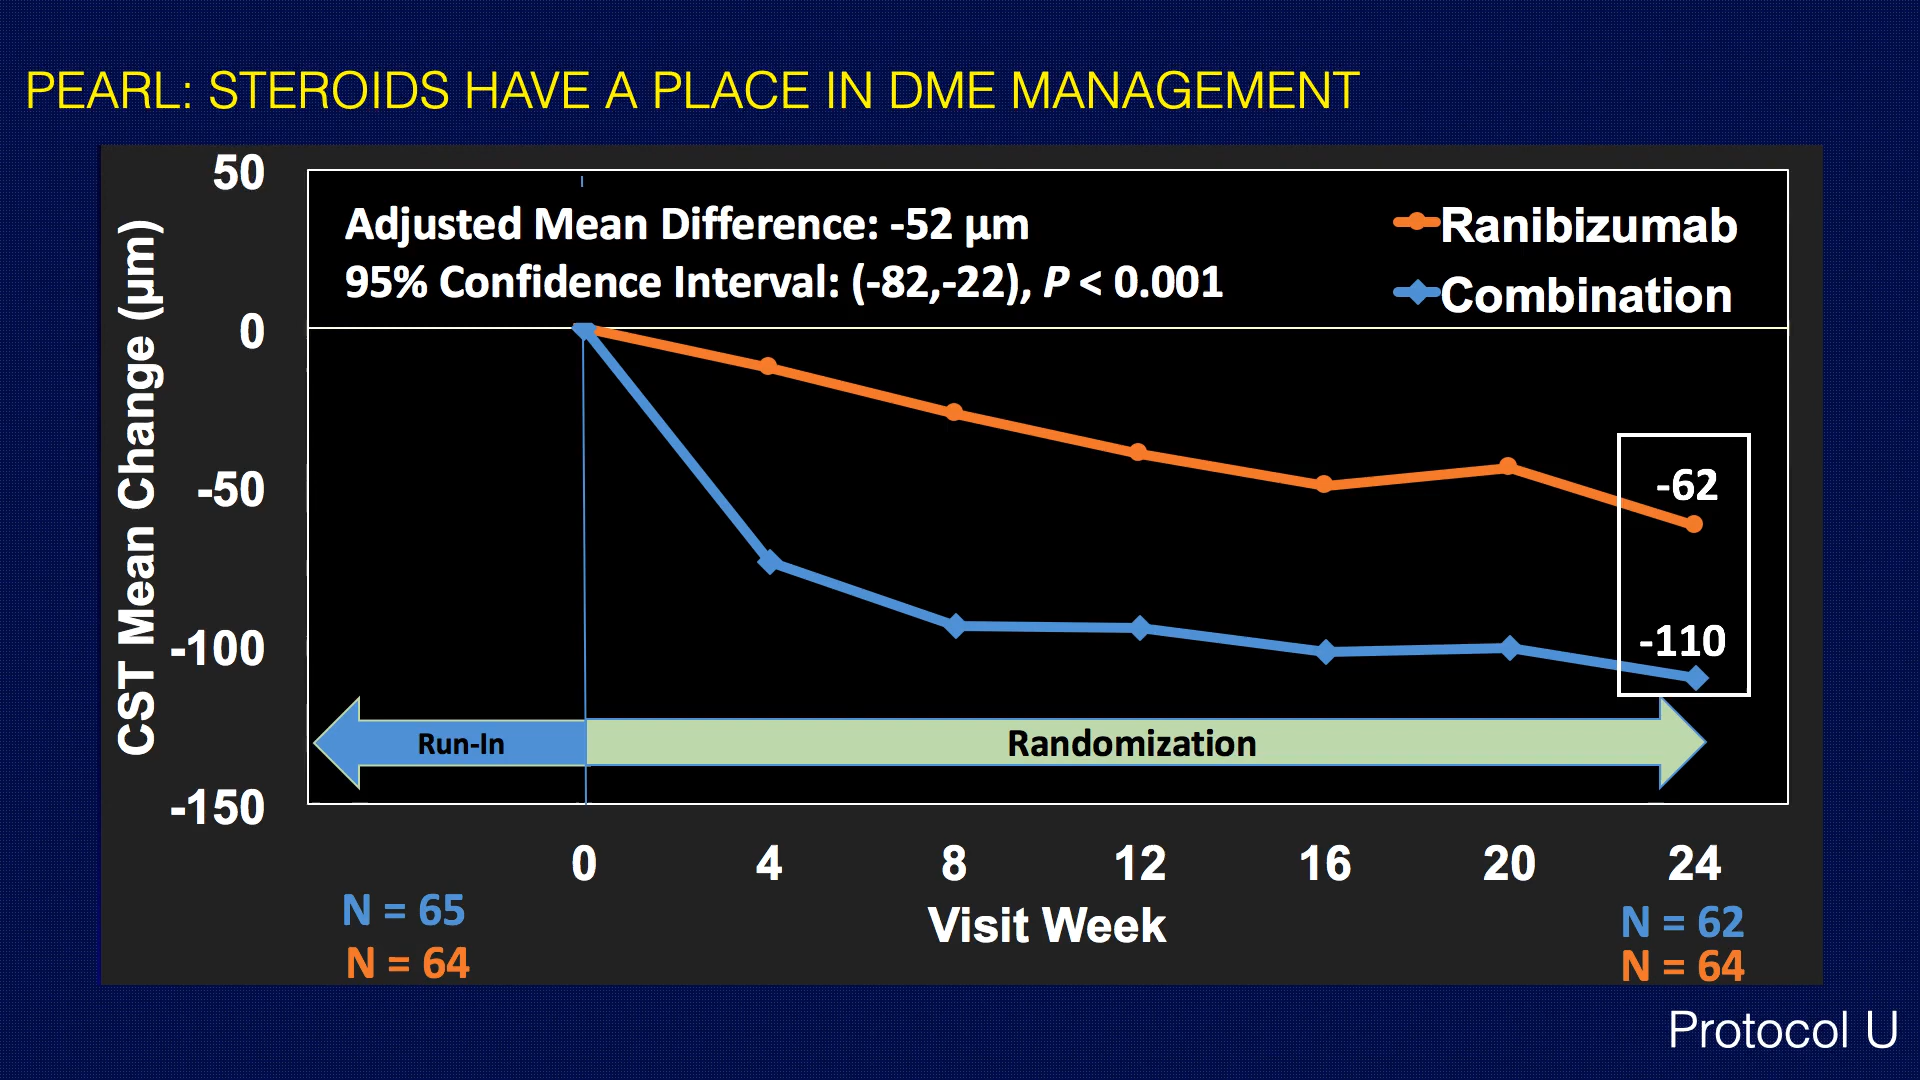 PEARL: STEROIDS HAVE A PLACE IN DME MANAGEMENT
Adjusted Mean Difference: -52 µm
95% Confidence Interval: (-82,-22), P < 0.001
Ranibizumab
Combination
CST Mean Change (µm)
50
0
-50
-100
-150
-62
-110
Run-In
Randomization
0 4 8 12 16 20 24
Visit Week
N = 65
N = 64
N = 62
N = 64
Protocol U